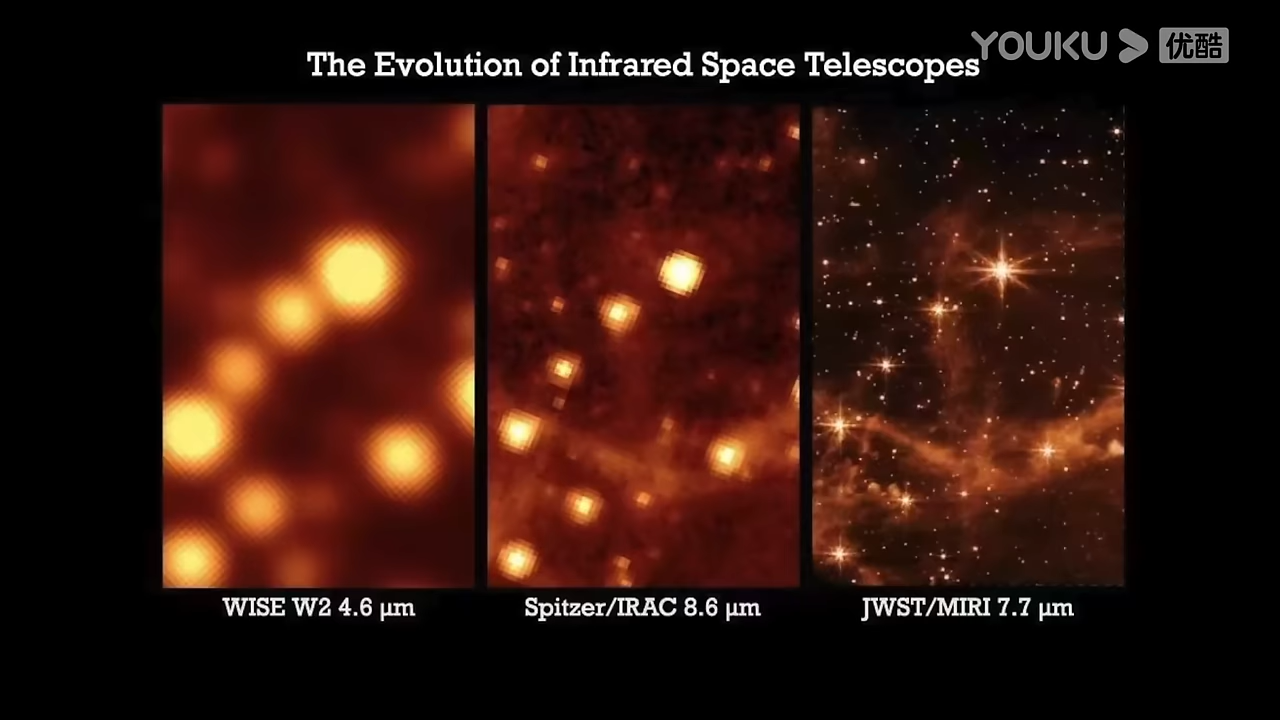 YOUKU 优酷
The Evolution of Infrared Space Telescopes
WISE W2 4.6 µm
Spitzer/IRAC 8.6 µm
JWST/MIRI 7.7 µm